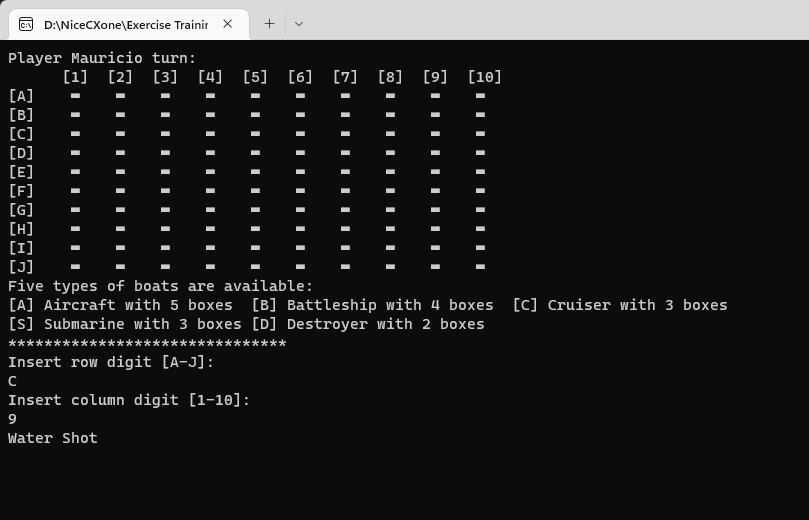 D:\NiceCXone\Exercise Trainir
Player Mauricio turn:
[1] [2] [3] [4] [5] [6] [7] [8] [9] [10]
[A] - - - - - - - - - -
[B] - - - - - - - - - -
[C] - - - - - - - - - -
[D] - - - - - - - - - -
[E] - - - - - - - - - -
[F] - - - - - - - - - -
[G] - - - - - - - - - -
[H] - - - - - - - - - -
[I] - - - - - - - - - -
[J] - - - - - - - - - -
Five types of boats are available:
[A] Aircraft with 5 boxes [B] Battleship with 4 boxes [C] Cruiser with 3 boxes
[S] Submarine with 3 boxes [D] Destroyer with 2 boxes
*******************************
Insert row digit [A-J]:
C
Insert column digit [1-10]:
9
Water Shot